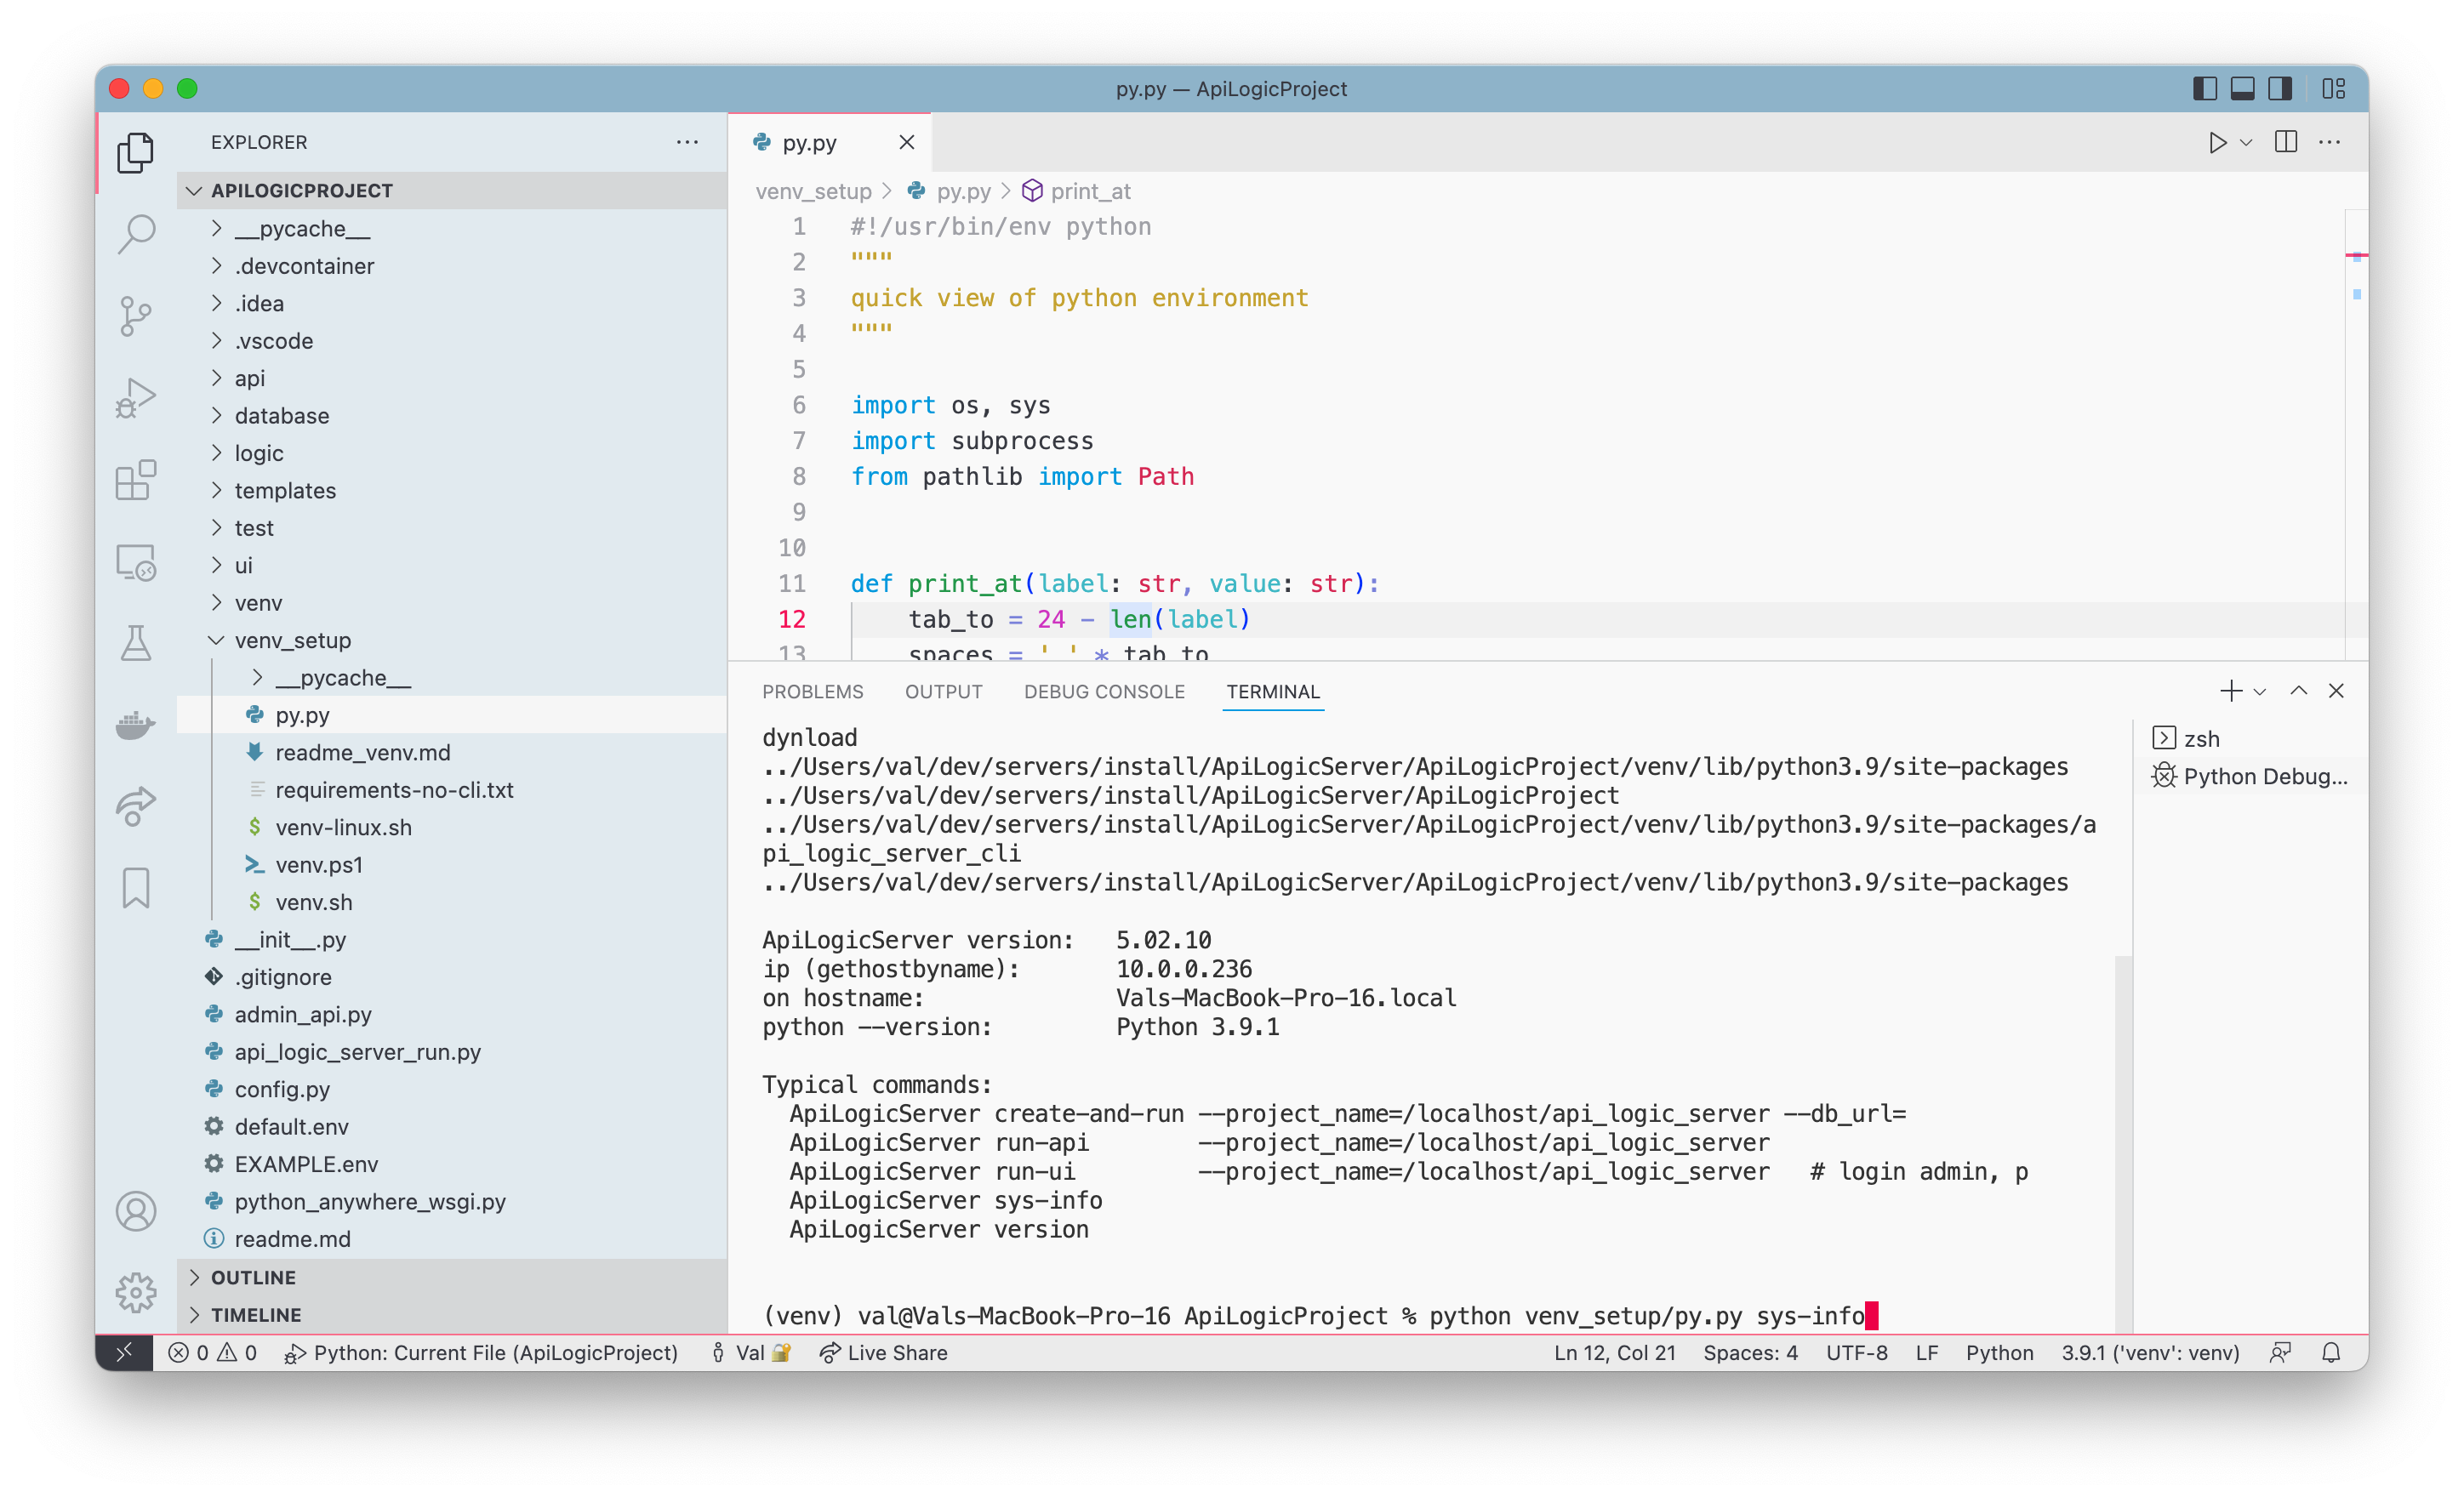 py.py — ApiLogicProject
EXPLORER
APILOGICPROJECT
__pycache__
.devcontainer
.idea
.vscode
api
database
logic
templates
test
ui
venv
venv_setup
__pycache__
py.py
readme_venv.md
requirements-no-cli.txt
venv-linux.sh
venv.ps1
venv.sh
__init__.py
.gitignore
admin_api.py
api_logic_server_run.py
config.py
default.env
EXAMPLE.env
python_anywhere_wsgi.py
readme.md
OUTLINE
TIMELINE
py.py
venv_setup > py.py > print_at
1 #!/usr/bin/env python
2 """
3 quick view of python environment
4 """
5
6 import os, sys
7 import subprocess
8 from pathlib import Path
9
10
11 def print_at(label: str, value: str):
12 tab_to = 24 - len(label)
13 spaces = ' ' * tab_to
PROBLEMS OUTPUT DEBUG CONSOLE TERMINAL
dynload
../Users/val/dev/servers/install/ApiLogicServer/ApiLogicProject/venv/lib/python3.9/site-packages
../Users/val/dev/servers/install/ApiLogicServer/ApiLogicProject
../Users/val/dev/servers/install/ApiLogicServer/ApiLogicProject/venv/lib/python3.9/site-packages/a
pi_logic_server_cli
../Users/val/dev/servers/install/ApiLogicServer/ApiLogicProject/venv/lib/python3.9/site-packages
ApiLogicServer version: 5.02.10
ip (gethostbyname): 10.0.0.236
on hostname: Vals-MacBook-Pro-16.local
python --version: Python 3.9.1
Typical commands:
ApiLogicServer create-and-run --project_name=/localhost/api_logic_server --db_url=
ApiLogicServer run-api --project_name=/localhost/api_logic_server
ApiLogicServer run-ui --project_name=/localhost/api_logic_server # login admin, p
ApiLogicServer sys-info
ApiLogicServer version
(venv) val@Vals-MacBook-Pro-16 ApiLogicProject % python venv_setup/py.py sys-info
zsh
Python Debug...
0 0 Python: Current File (ApiLogicProject) Val 🔐 Live Share Ln 12, Col 21 Spaces: 4 UTF-8 LF Python 3.9.1 ('venv': venv)